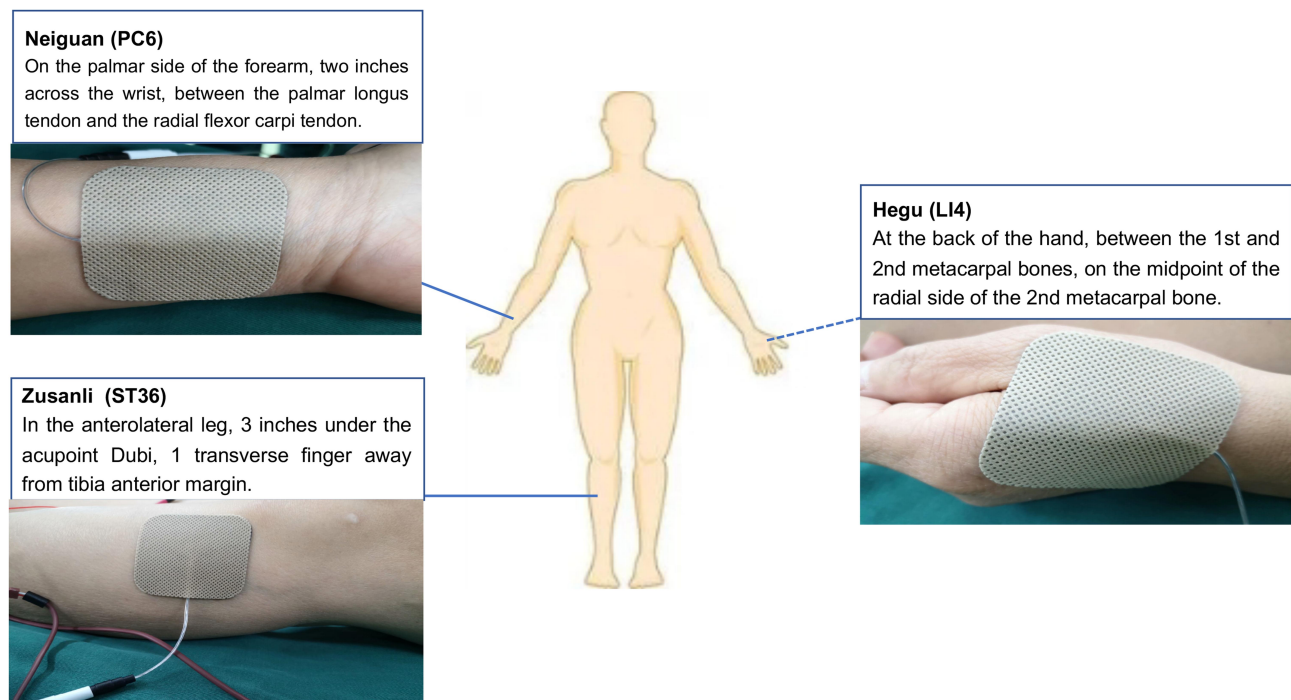 Neiguan (PC6)
On the palmar side of the forearm, two inches
across the wrist, between the palmar longus
tendon and the radial flexor carpi tendon.
Zusanli (ST36)
In the anterolateral leg, 3 inches under the
acupoint Dubi, 1 transverse finger away
from tibia anterior margin.
Hegu (LI4)
At the back of the hand, between the 1st and
2nd metacarpal bones, on the midpoint of the
radial side of the 2nd metacarpal bone.